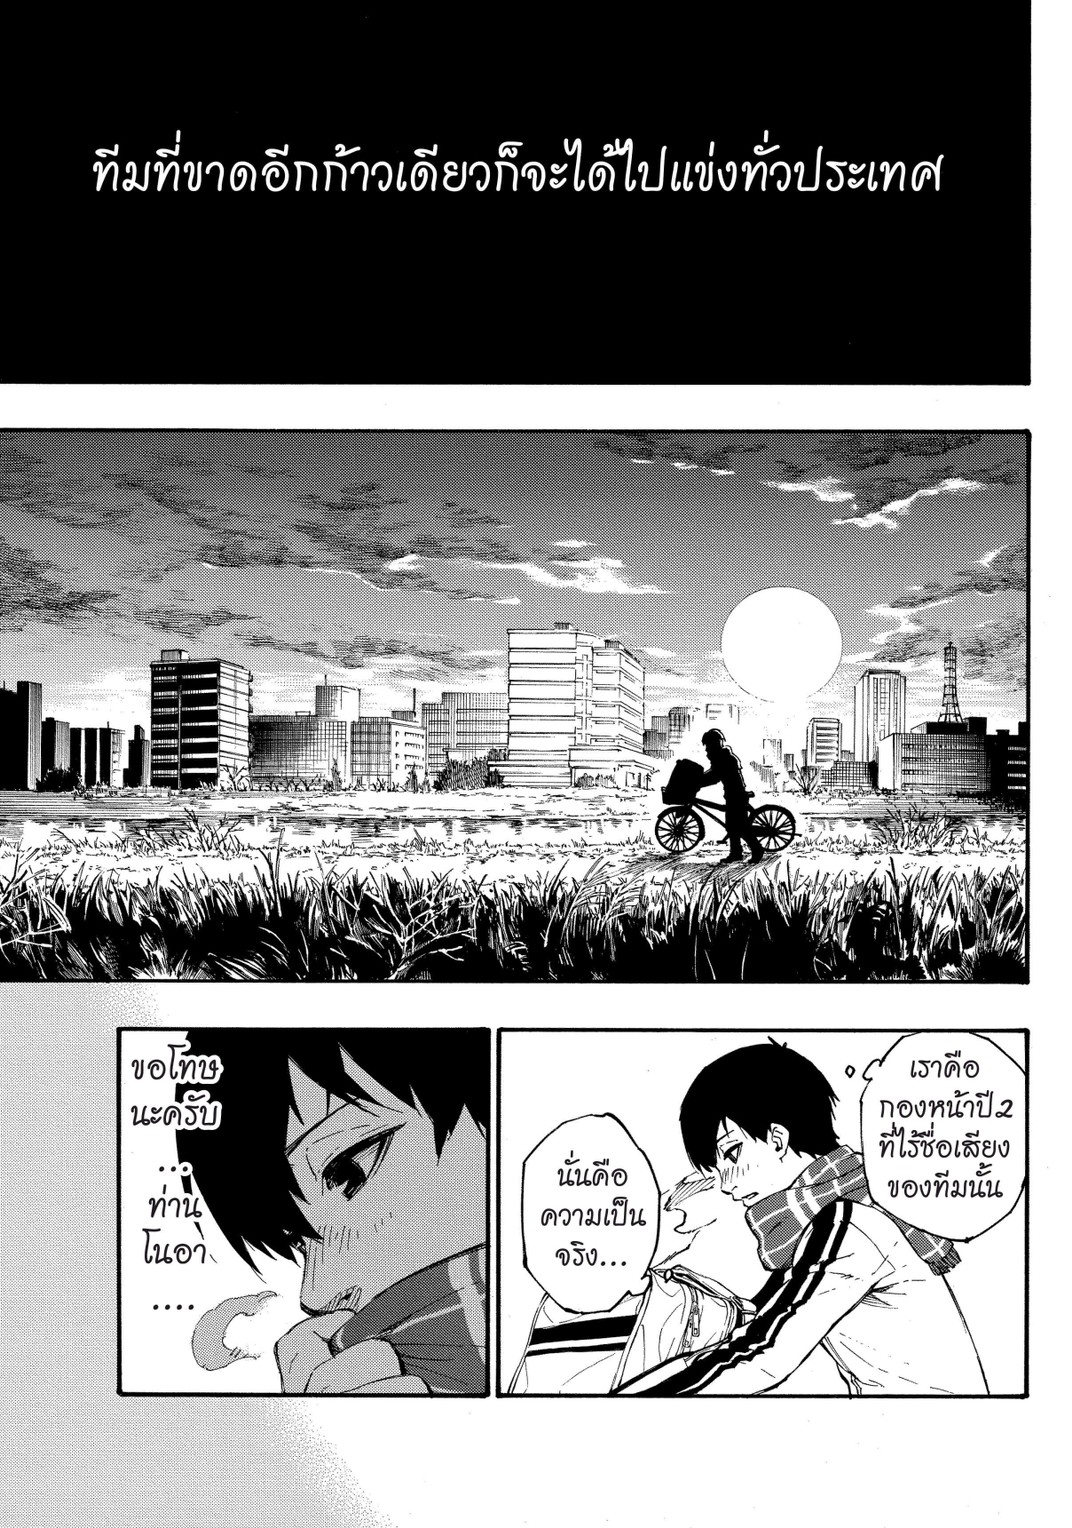 ทีมที่ขาดอีกก้าวเดียวก็จะได้ไปแข่งทั่วประเทศ
เราคือ
กองหน้าปี2
ที่ไร้ชื่อเสียง
ของทีมนั้น
นั่นคือ
ความเป็น
จริง...
ขอโทษ
นะครับ
...
ท่าน
โนอา
....